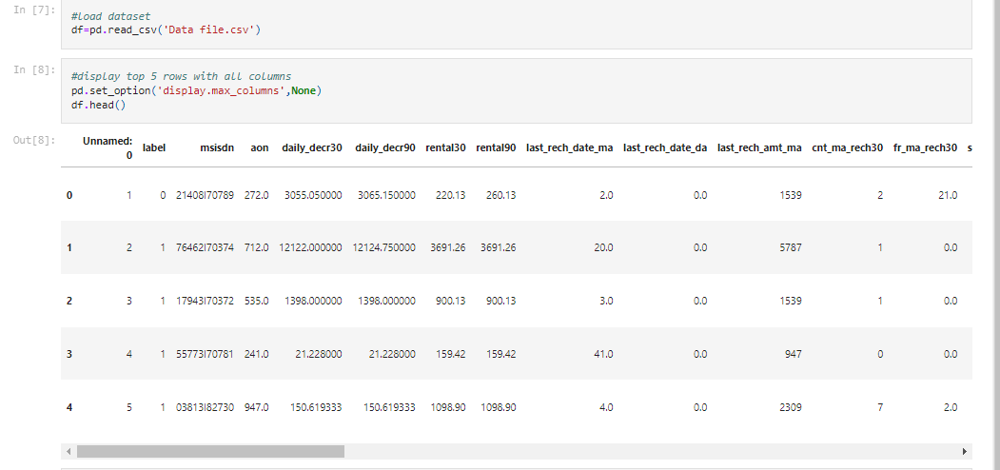 In [7]:
#load dataset
df=pd.read_csv('Data file.csv')
In [8]:
#display top 5 rows with all columns
pd.set_option('display.max_columns',None)
df.head()
Out[8]:
Unnamed: 0 label msisdn aon daily_decr30 daily_decr90 rental30 rental90 last_rech_date_ma last_rech_date_da last_rech_amt_ma cnt_ma_rech30 fr_ma_rech30 s
0 1 0 21408I70789 272.0 3055.050000 3065.150000 220.13 260.13 2.0 0.0 1539 2 21.0
1 2 1 76462I70374 712.0 12122.000000 12124.750000 3691.26 3691.26 20.0 0.0 5787 1 0.0
2 3 1 17943I70372 535.0 1398.000000 1398.000000 900.13 900.13 3.0 0.0 1539 1 0.0
3 4 1 55773I70781 241.0 21.228000 21.228000 159.42 159.42 41.0 0.0 947 0 0.0
4 5 1 03813I82730 947.0 150.619333 150.619333 1098.90 1098.90 4.0 0.0 2309 7 2.0